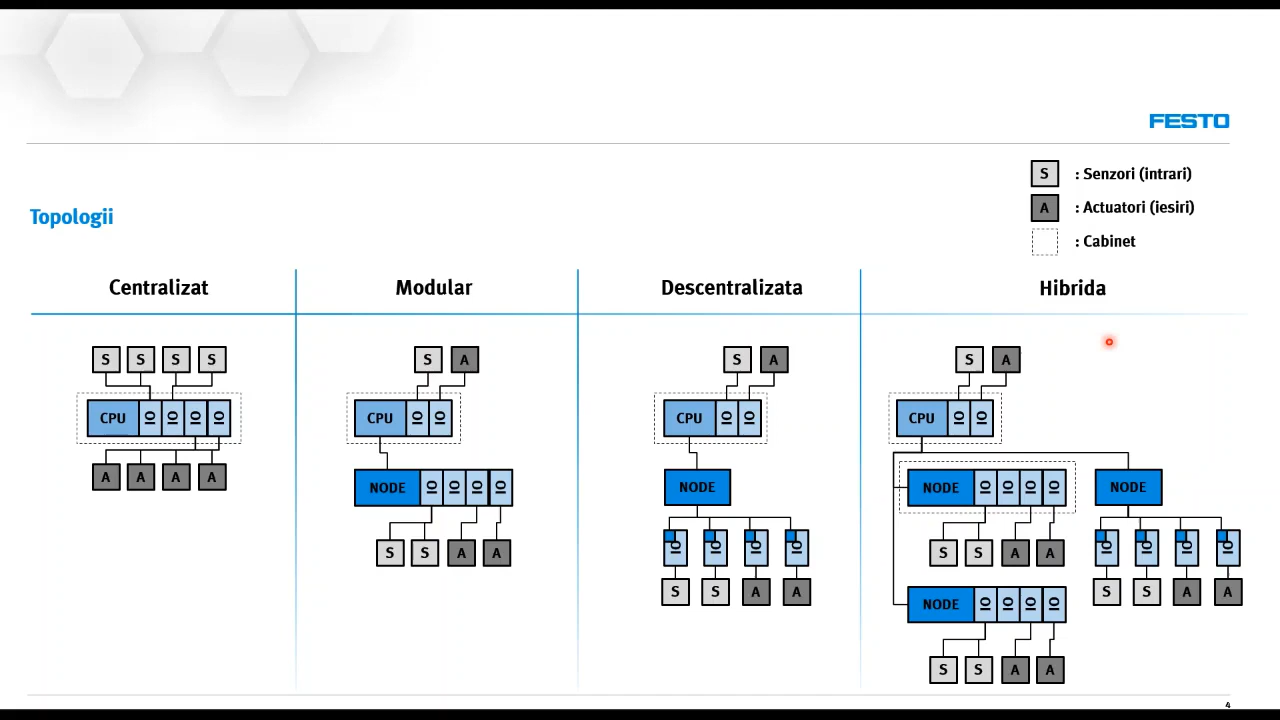 FESTO
S : Senzori (intrari)
A : Actuatori (iesiri)
: Cabinet
Topologii
Centralizat
S S S S
CPU IO IO IO IO
A A A A
Modular
S A
CPU IO IO
NODE IO IO IO IO
S S A A
Descentralizata
S A
CPU IO IO
NODE
IO IO IO IO
S S A A
Hibrida
S A
CPU IO IO
NODE IO IO IO IO
S S A A
NODE IO IO IO IO
S S A A
NODE
IO IO IO IO
S S A A
4